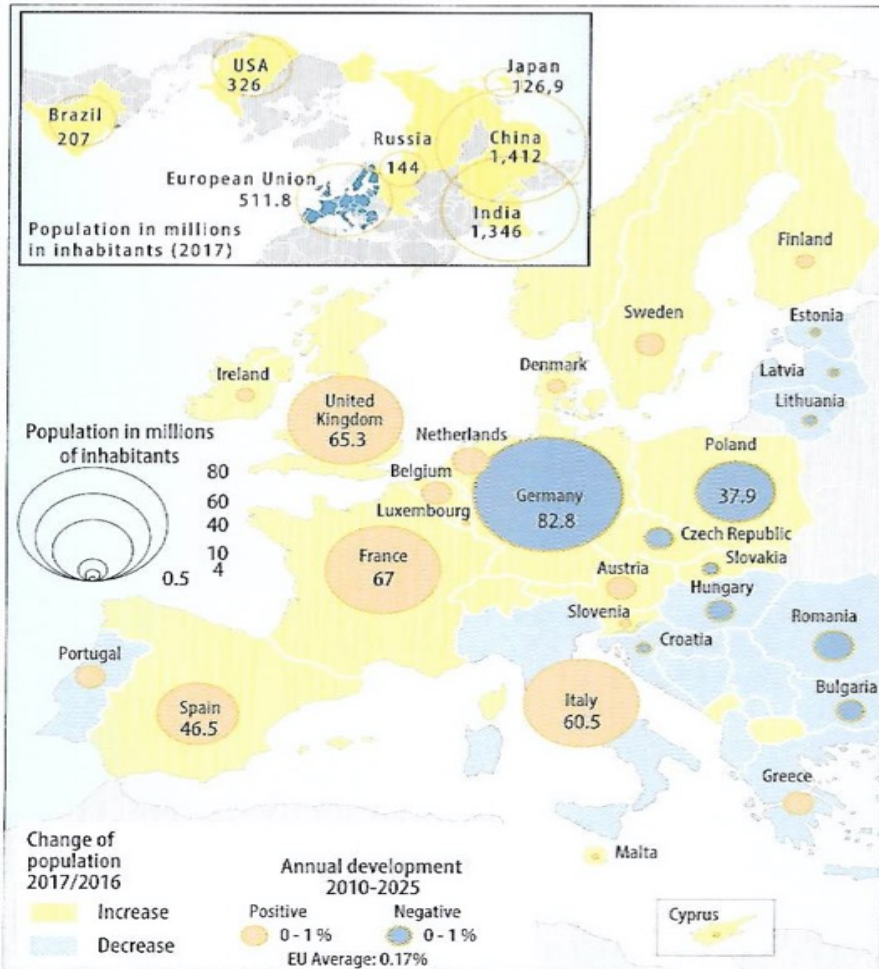 USA
326
Japan
126,9
Brazil
207
Russia
144
China
1,412
European Union
511.8
India
1,346
Population in millions
in inhabitants (2017)
Finland
Sweden
Estonia
Latvia
Lithuania
Denmark
Ireland
United
Kingdom
65.3
Netherlands
Belgium
Luxembourg
Germany
82.8
Poland
37.9
Population in millions
of inhabitants
80
60
40
10
4
0.5
France
67
Czech Republic
Slovakia
Austria
Hungary
Slovenia
Croatia
Romania
Bulgaria
Portugal
Spain
46.5
Italy
60.5
Greece
Malta
Cyprus
Change of
population
2017/2016
Increase
Decrease
Annual development
2010-2025
Positive
0-1%
Negative
0-1%
EU Average: 0.17%